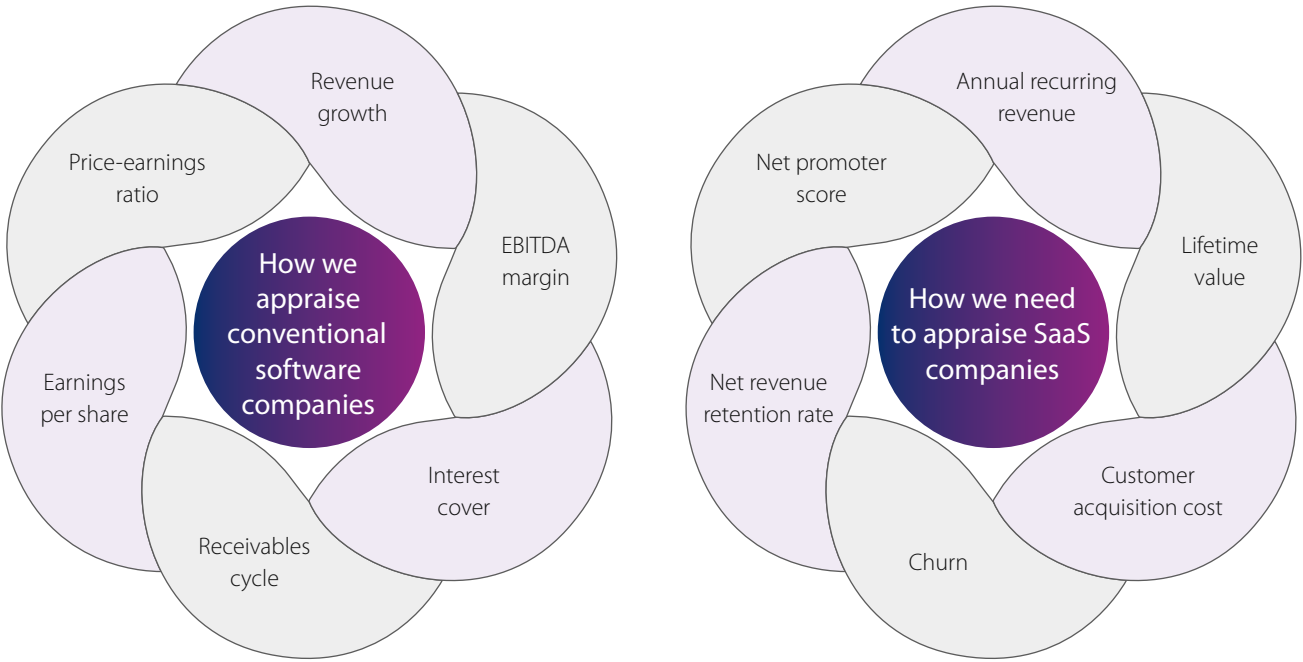 Revenue
growth
EBITDA
margin
Interest
cover
Receivables
cycle
Earnings
per share
Price-earnings
ratio
How we
appraise
conventional
software
companies
Annual recurring
revenue
Lifetime
value
Customer
acquisition cost
Churn
Net revenue
retention rate
Net promoter
score
How we need
to appraise SaaS
companies